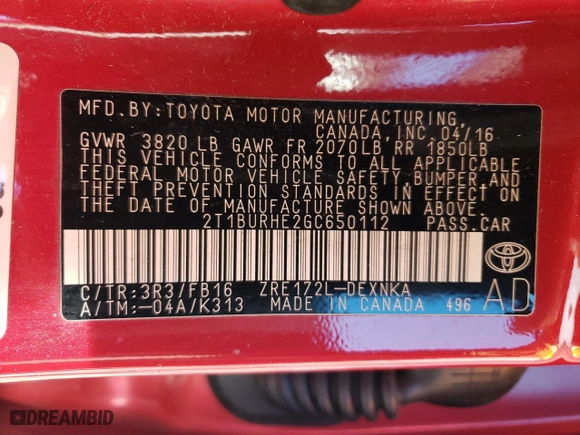 MFD.BY:TOYOTA MOTOR MANUFACTURING,
CANADA,INC. 04/16
GVWR 3820LB GAWR FR 2070LB RR 1850LB
THIS VEHICLE CONFORMS TO ALL APPLICABLE
FEDERAL MOTOR VEHICLE SAFETY,BUMPER,AND
THEFT PREVENTION STANDARDS IN EFFECT ON
THE DATE OF MANUFACTURE SHOWN ABOVE.
2T1BURHE2GC650112 PASS.CAR
C/TR:3R3/FB16 ZRE172L-DEXNKA
A/TM:-04A/K313 MADE IN CANADA 496
AD
DREAMBID